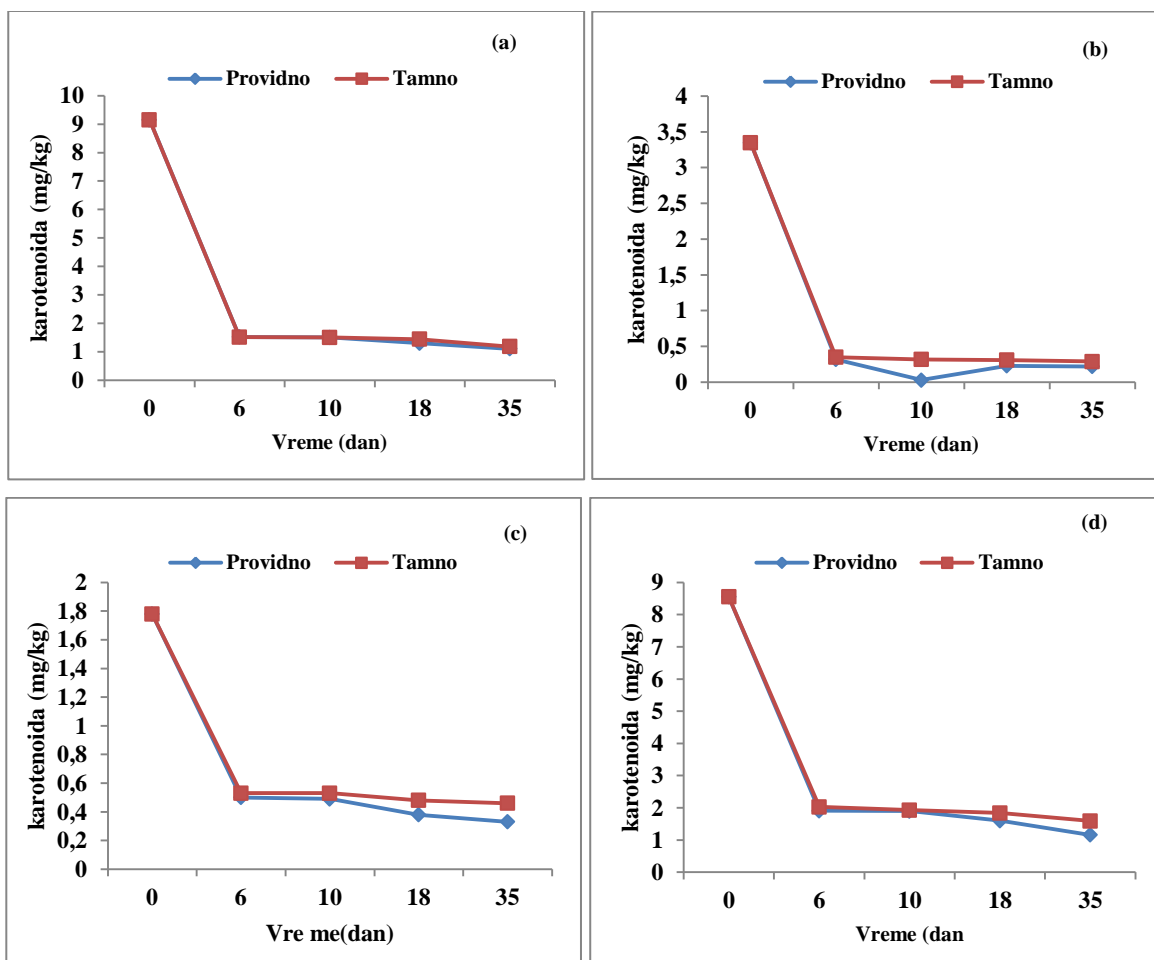 (a)
Providno Tamno
10
9
8
7
6
5
4
3
2
1
0
karotenoida (mg/kg)
0 6 10 18 35
Vreme (dan)
(b)
Providno Tamno
4
3,5
3
2,5
2
1,5
1
0,5
0
karotenoida (mg/kg)
0 6 10 18 35
Vreme (dan)
(c)
Providno Tamno
2
1,8
1,6
1,4
1,2
1
0,8
0,6
0,4
0,2
0
karotenoida (mg/kg)
0 6 10 18 35
Vre me(dan)
(d)
Providno Tamno
9
8
7
6
5
4
3
2
1
0
karotenoida (mg/kg)
0 6 10 18 35
Vreme (dan